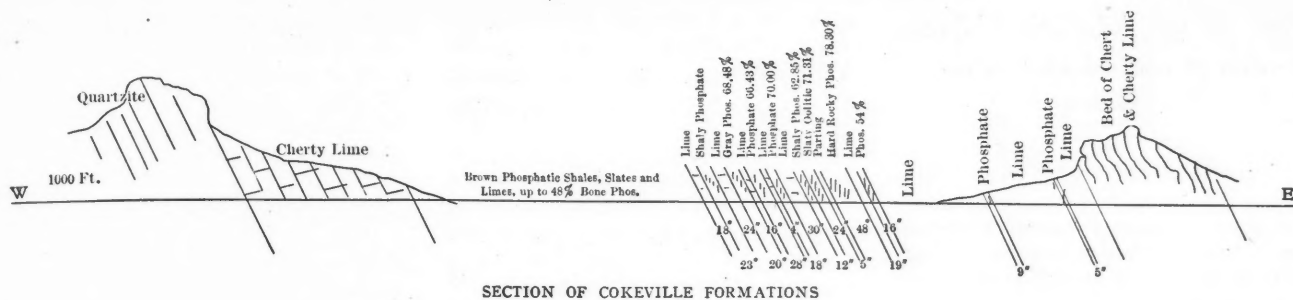 Quartzite
Cherty Lime
1000 Ft.
W
Brown Phosphatic Shales, Slates and
Limes, up to 48% Bone Phos.
Lime
Shaly Phosphate
Lime
Gray Phos. 68.48%
Lime
Phosphate 66.43%
Lime
Phosphate 70.00%
Lime
Shaly Phos. 62.85%
Slaty Oolitic 71.31%
Parting
Hard Rocky Phos. 78.30%
Lime
Phos. 54%
Lime
Phosphate
Lime
Phosphate
Lime
Bed of Chert
& Cherty Lime
E
18" 24" 16" 4" 30" 24" 48" 16"
23" 20" 28" 18" 12" 5" 19"
9" 5"
SECTION OF COKEVILLE FORMATIONS